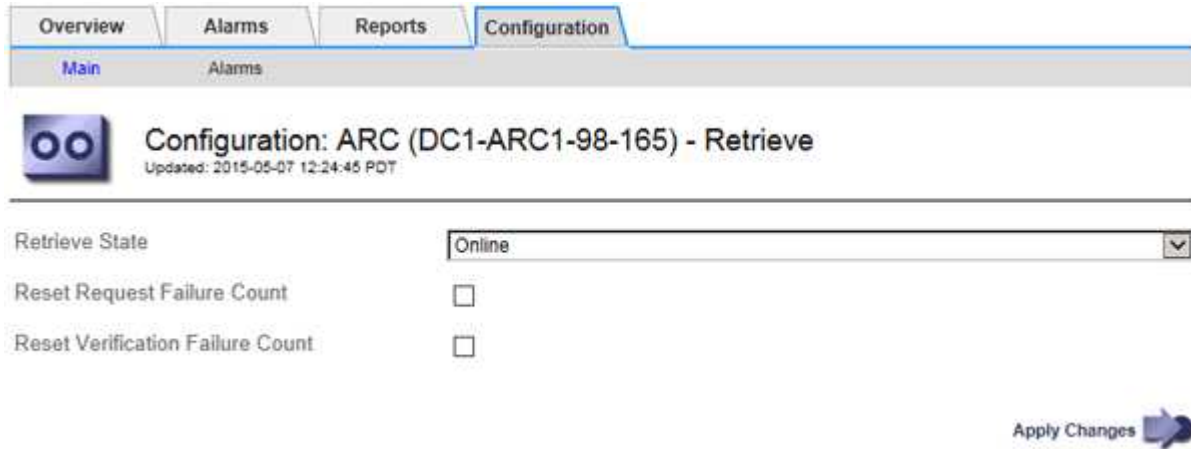 Overview Alarms Reports Configuration
Main Alarms
Configuration: ARC (DC1-ARC1-98-165) - Retrieve
Updated: 2015-05-07 12:24:45 PDT
Retrieve State Online
Reset Request Failure Count
Reset Verification Failure Count
Apply Changes